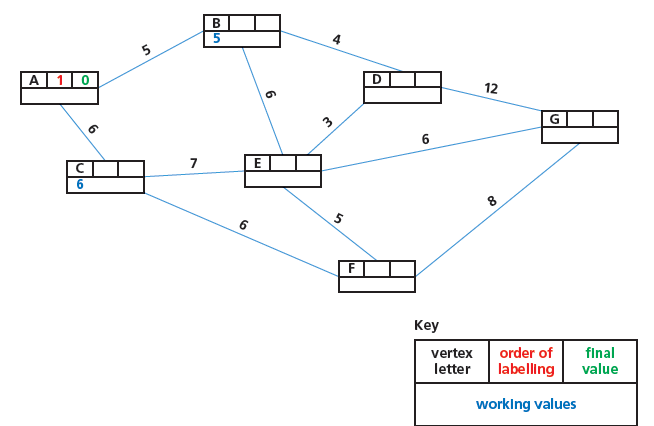 B
5
4
5
A 1 0
D
12
6
G
3
6
6
C
7
E
6
8
6
5
F
Key
vertex letter
order of labelling
final value
working values